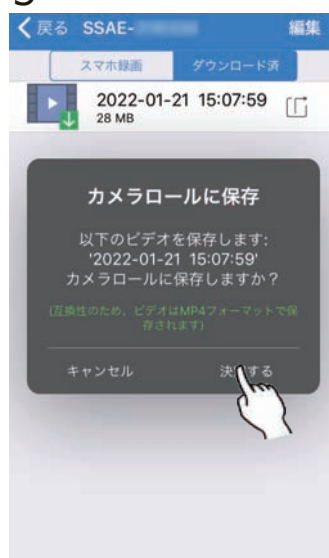 戻る SSAE- 編集
スマホ録画 ダウンロード済
2022-01-21 15:07:59
28 MB
カメラロールに保存
以下のビデオを保存します:
'2022-01-21 15:07:59'
カメラロールに保存しますか？
(互換性のため、ビデオはMP4フォーマットで保
存されます)
キャンセル 決定する